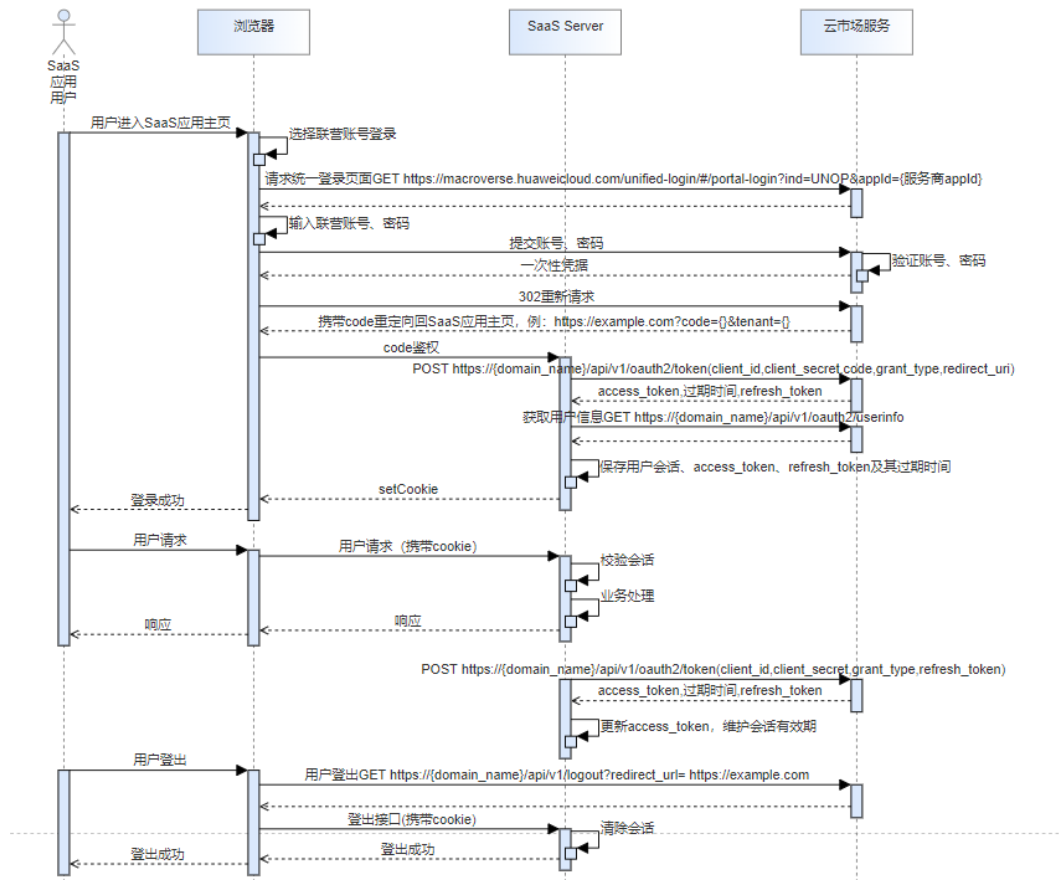 浏览器
SaaS Server
云市场服务
SaaS
应用
用户
用户进入SaaS应用主页
选择联营账号登录
请求统一登录页面GET https://macroverse.huaweicloud.com/unified-login/#/portal-login?ind=UNOP&appId={服务商appId}
输入联营账号、密码
提交账号、密码
验证账号、密码
一次性凭据
302重新请求
携带code重定向回SaaS应用主页，例：https://example.com?code={}&tenant={}
code鉴权
POST https://{domain_name}/api/v1/oauth2/token(client_id,client_secret,code,grant_type,redirect_uri)
access_token,过期时间,refresh_token
获取用户信息GET https://{domain_name}/api/v1/oauth2/userinfo
保存用户会话、access_token、refresh_token及其过期时间
setCookie
登录成功
用户请求
用户请求（携带cookie）
校验会话
业务处理
响应
响应
POST https://{domain_name}/api/v1/oauth2/token(client_id,client_secret,grant_type,refresh_token)
access_token,过期时间,refresh_token
更新access_token，维护会话有效期
用户登出
用户登出GET https://{domain_name}/api/v1/logout?redirect_url= https://example.com
登出接口(携带cookie)
清除会话
登出成功
登出成功